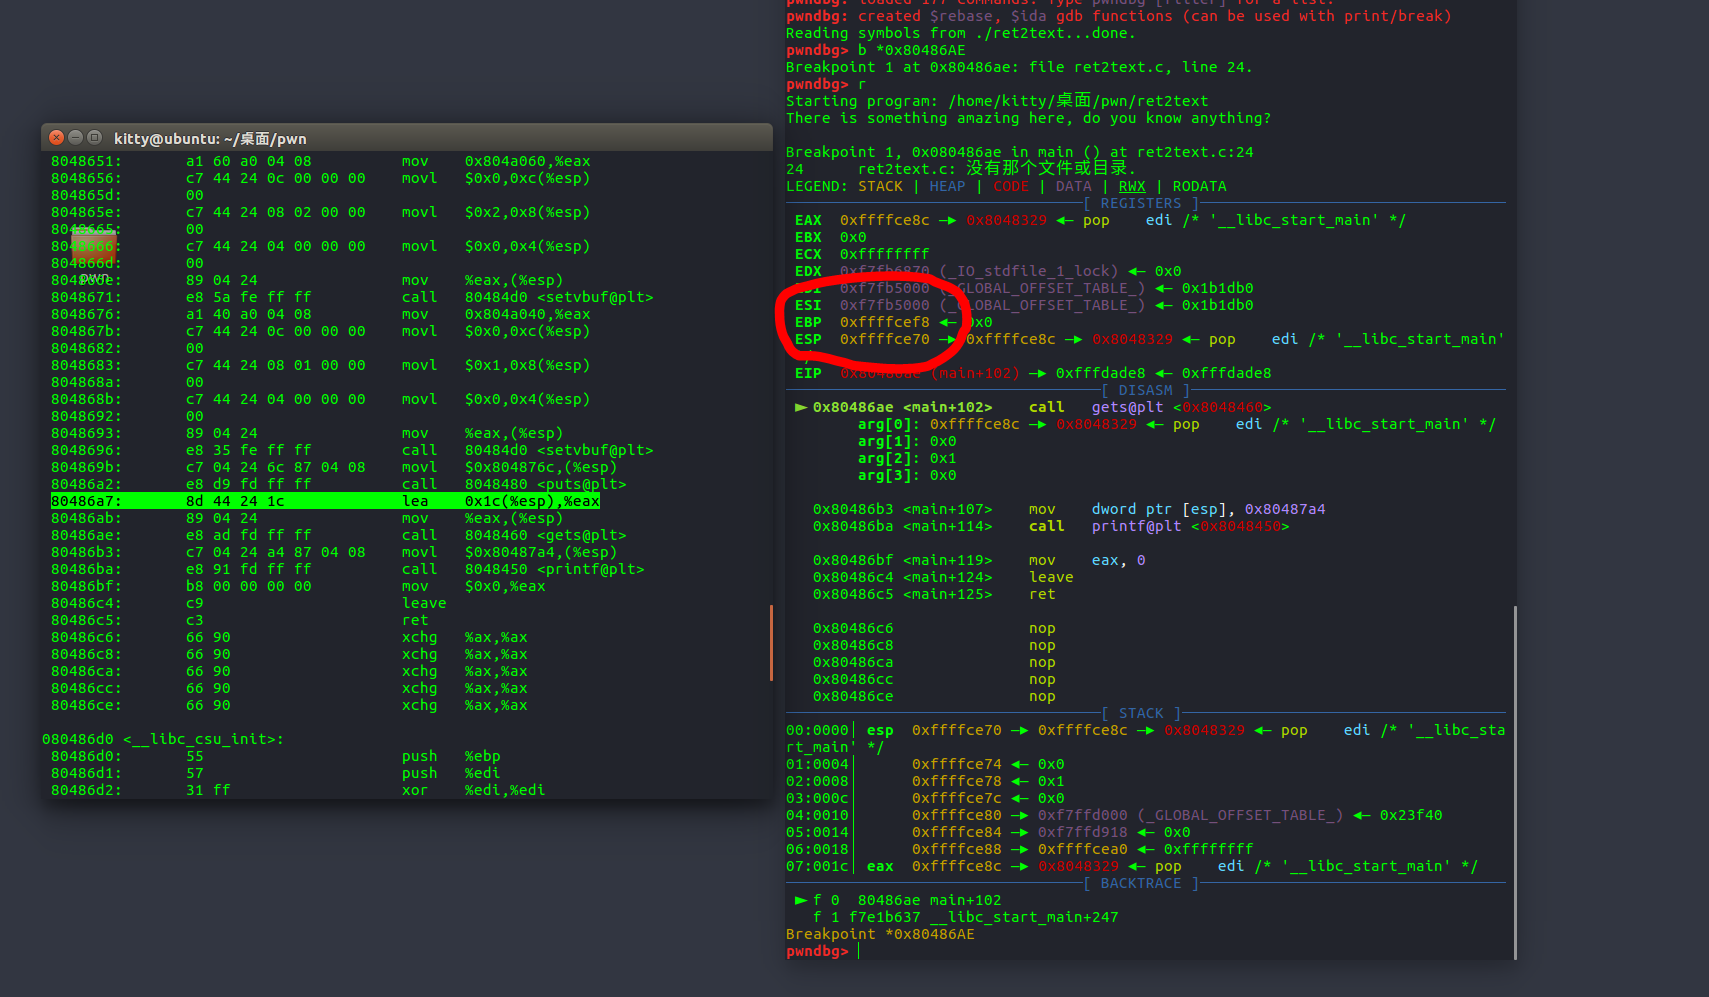 kitty@ubuntu: ~/桌面/pwn
8048651: a1 60 a0 04 08 mov 0x804a060,%eax
8048656: c7 44 24 0c 00 00 00 movl $0x0,0xc(%esp)
804865d: 00
804865e: c7 44 24 08 02 00 00 movl $0x2,0x8(%esp)
8048665: 00
8048666: c7 44 24 04 00 00 00 movl $0x0,0x4(%esp)
804866d: 00
pwn
804866e: 89 04 24 mov %eax,(%esp)
8048671: e8 5a fe ff ff call 80484d0 <setvbuf@plt>
8048676: a1 40 a0 04 08 mov 0x804a040,%eax
804867b: c7 44 24 0c 00 00 00 movl $0x0,0xc(%esp)
8048682: 00
8048683: c7 44 24 08 01 00 00 movl $0x1,0x8(%esp)
804868a: 00
804868b: c7 44 24 04 00 00 00 movl $0x0,0x4(%esp)
8048692: 00
8048693: 89 04 24 mov %eax,(%esp)
8048696: e8 35 fe ff ff call 80484d0 <setvbuf@plt>
804869b: c7 04 24 6c 87 04 08 movl $0x804876c,(%esp)
80486a2: e8 d9 fd ff ff call 8048480 <puts@plt>
80486a7: 8d 44 24 1c lea 0x1c(%esp),%eax
80486ab: 89 04 24 mov %eax,(%esp)
80486ae: e8 ad fd ff ff call 8048460 <gets@plt>
80486b3: c7 04 24 a4 87 04 08 movl $0x80487a4,(%esp)
80486ba: e8 91 fd ff ff call 8048450 <printf@plt>
80486bf: b8 00 00 00 00 mov $0x0,%eax
80486c4: c9 leave
80486c5: c3 ret
80486c6: 66 90 xchg %ax,%ax
80486c8: 66 90 xchg %ax,%ax
80486ca: 66 90 xchg %ax,%ax
80486cc: 66 90 xchg %ax,%ax
80486ce: 66 90 xchg %ax,%ax
080486d0 <__libc_csu_init>:
80486d0: 55 push %ebp
80486d1: 57 push %edi
80486d2: 31 ff xor %edi,%edi
pwndbg: loaded 177 commands. Type pwndbg [filter] for a list.
pwndbg: created $rebase, $ida gdb functions (can be used with print/break)
Reading symbols from ./ret2text...done.
pwndbg> b *0x80486AE
Breakpoint 1 at 0x80486ae: file ret2text.c, line 24.
pwndbg> r
Starting program: /home/kitty/桌面/pwn/ret2text
There is something amazing here, do you know anything?
Breakpoint 1, 0x080486ae in main () at ret2text.c:24
24 ret2text.c: 没有那个文件或目录.
LEGEND: STACK | HEAP | CODE | DATA | RWX | RODATA
[ REGISTERS ]
EAX 0xffffce8c —▸ 0x8048329 ◂— pop edi /* '__libc_start_main' */
EBX 0x0
ECX 0xffffffff
EDX 0xf7fb6870 (_IO_stdfile_1_lock) ◂— 0x0
0xf7fb5000 (_GLOBAL_OFFSET_TABLE_) ◂— 0x1b1db0
ESI 0xf7fb5000 (_GLOBAL_OFFSET_TABLE_) ◂— 0x1b1db0
EBP 0xffffcef8 ◂— 0x0
ESP 0xffffce70 —▸ 0xffffce8c —▸ 0x8048329 ◂— pop edi /* '__libc_start_main'
*/
EIP 0x80486ae (main+102) —▸ 0xfffdade8 ◂— 0xfffdade8
[ DISASM ]
► 0x80486ae <main+102> call gets@plt <0x8048460>
arg[0]: 0xffffce8c —▸ 0x8048329 ◂— pop edi /* '__libc_start_main' */
arg[1]: 0x0
arg[2]: 0x1
arg[3]: 0x0
0x80486b3 <main+107> mov dword ptr [esp], 0x80487a4
0x80486ba <main+114> call printf@plt <0x8048450>
0x80486bf <main+119> mov eax, 0
0x80486c4 <main+124> leave
0x80486c5 <main+125> ret
0x80486c6 nop
0x80486c8 nop
0x80486ca nop
0x80486cc nop
0x80486ce nop
[ STACK ]
00:0000│ esp 0xffffce70 —▸ 0xffffce8c —▸ 0x8048329 ◂— pop edi /* '__libc_sta
rt_main' */
01:0004│ 0xffffce74 ◂— 0x0
02:0008│ 0xffffce78 ◂— 0x1
03:000c│ 0xffffce7c ◂— 0x0
04:0010│ 0xffffce80 —▸ 0xf7ffd000 (_GLOBAL_OFFSET_TABLE_) ◂— 0x23f40
05:0014│ 0xffffce84 —▸ 0xf7ffd918 ◂— 0x0
06:0018│ 0xffffce88 —▸ 0xffffcea0 ◂— 0xffffffff
07:001c│ eax 0xffffce8c —▸ 0x8048329 ◂— pop edi /* '__libc_start_main' */
[ BACKTRACE ]
► f 0 80486ae main+102
f 1 f7e1b637 __libc_start_main+247
Breakpoint *0x80486AE
pwndbg>